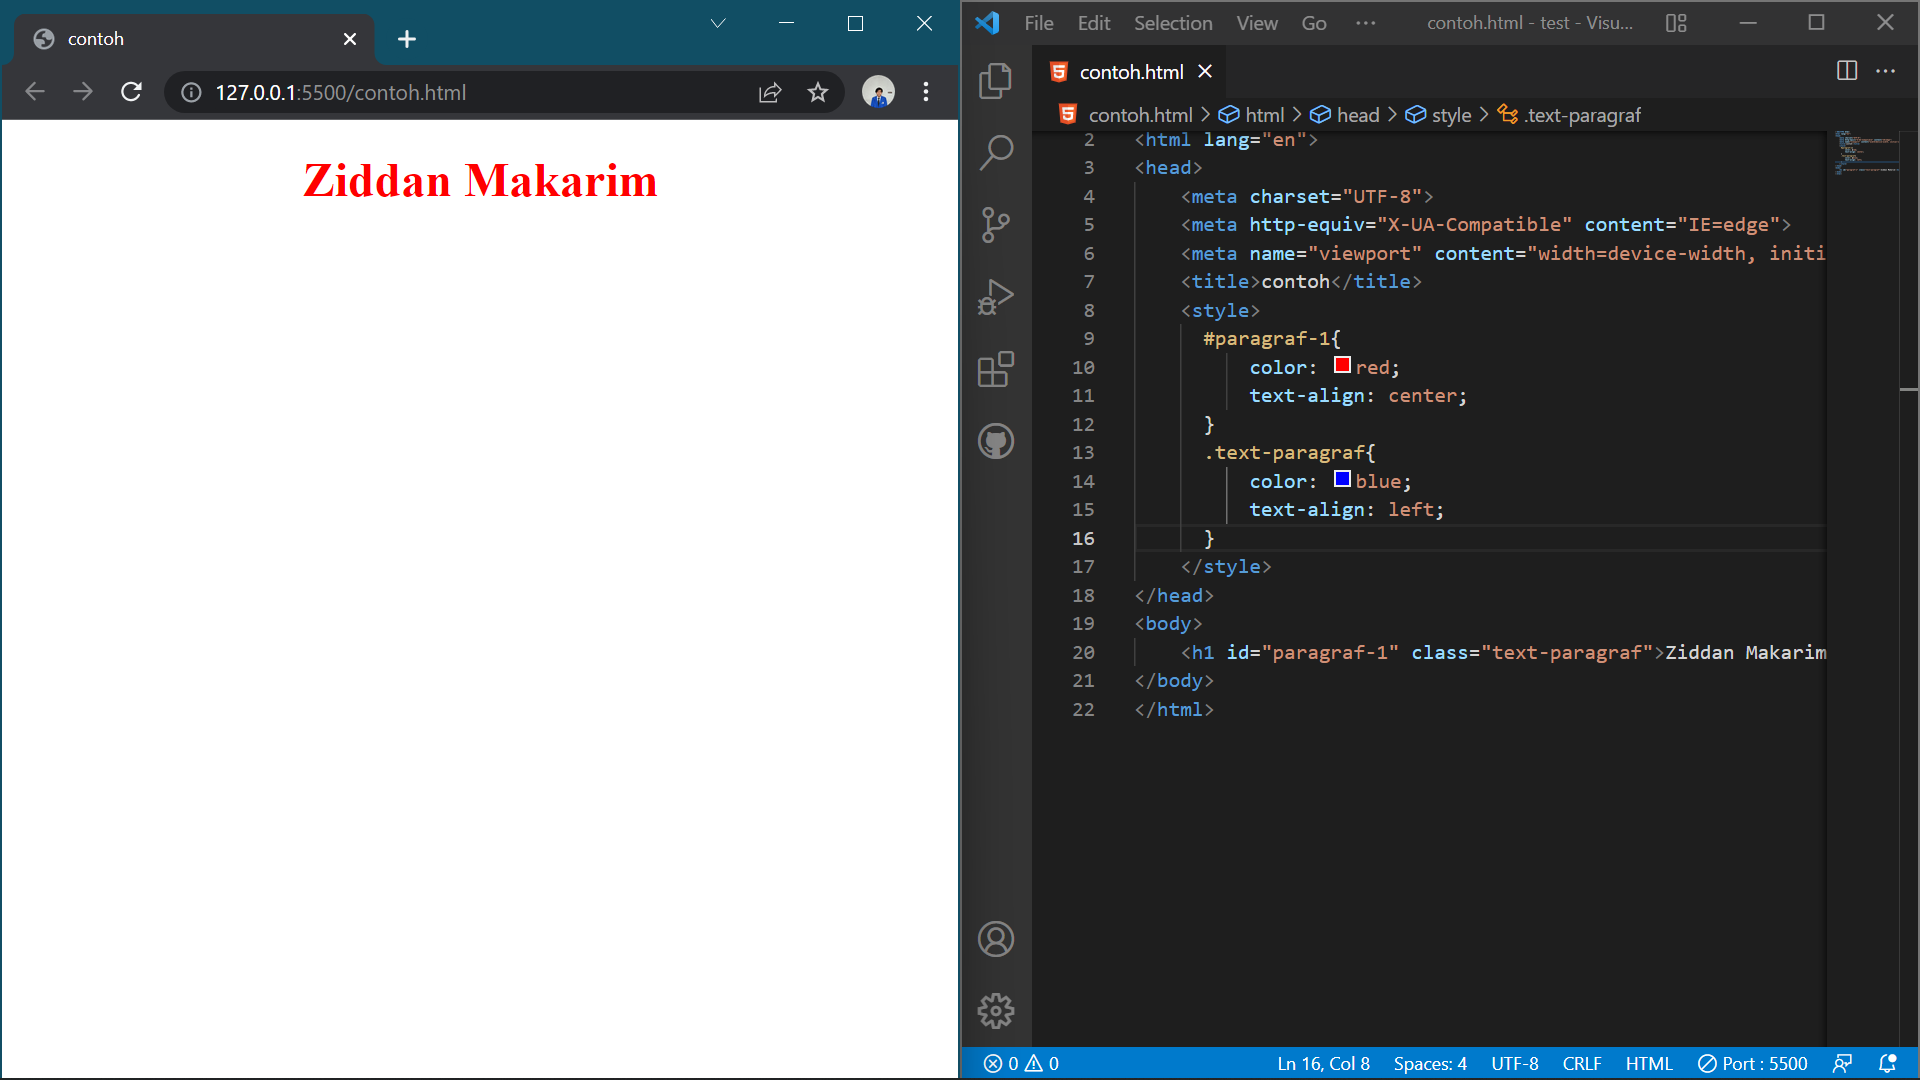 contoh
127.0.0.1:5500/contoh.html
Ziddan Makarim
File Edit Selection View Go ··· contoh.html - test - Visu...
contoh.html
contoh.html > html > head > style > .text-paragraf
2 <html lang="en">
3 <head>
4 <meta charset="UTF-8">
5 <meta http-equiv="X-UA-Compatible" content="IE=edge">
6 <meta name="viewport" content="width=device-width, initi
7 <title>contoh</title>
8 <style>
9 #paragraf-1{
10 color: red;
11 text-align: center;
12 }
13 .text-paragraf{
14 color: blue;
15 text-align: left;
16 }
17 </style>
18 </head>
19 <body>
20 <h1 id="paragraf-1" class="text-paragraf">Ziddan Makarim
21 </body>
22 </html>
0 0 Ln 16, Col 8 Spaces: 4 UTF-8 CRLF HTML Port : 5500